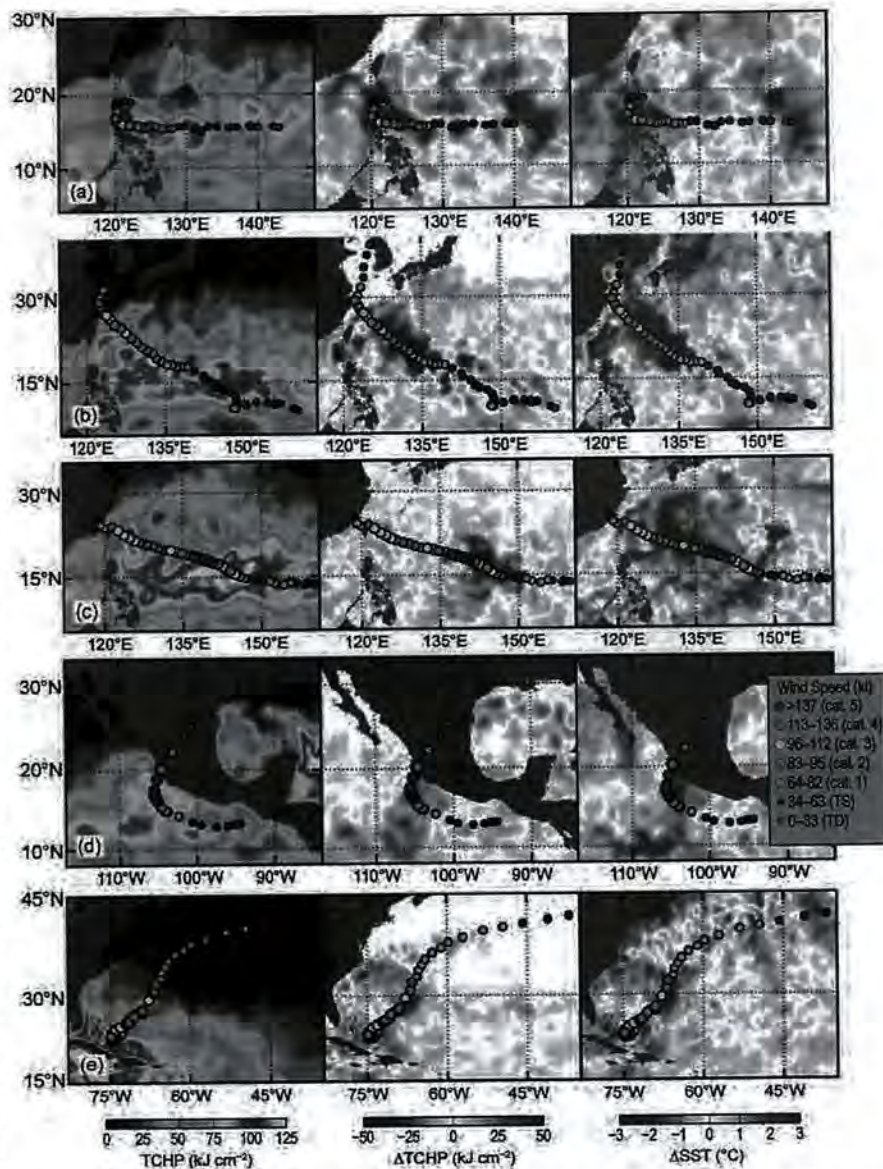 30°N
20°N
10°N
(a)
120°E 130°E 140°E 120°E 130°E 140°E 120°E 130°E 140°E
30°N
15°N
(b)
120°E 135°E 150°E 120°E 135°E 150°E 120°E 135°E 150°E
30°N
15°N
(c)
120°E 135°E 150°E 120°E 135°E 150°E 120°E 135°E 150°E
30°N
20°N
10°N
(d)
Wind Speed (kt)
>137 (cat. 5)
113–136 (cat. 4)
96–112 (cat. 3)
83–95 (cat. 2)
64–82 (cat. 1)
34–63 (TS)
0–33 (TD)
110°W 100°W 90°W 110°W 100°W 90°W 110°W 100°W 90°W
45°N
30°N
15°N
(e)
75°W 60°W 45°W 75°W 60°W 45°W 75°W 60°W 45°W
0 25 50 75 100 125 −50 −25 0 25 50 −3 −2 −1 0 1 2 3
TCHP (kJ cm⁻²) ΔTCHP (kJ cm⁻²) ΔSST (°C)